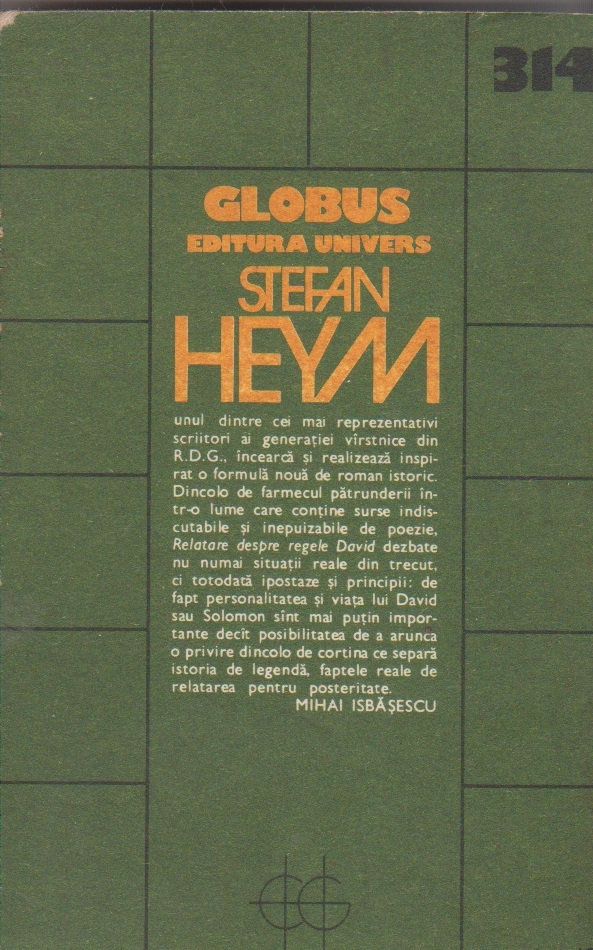 314
GLOBUS
EDITURA UNIVERS
STEFAN
HEYM
unul dintre cei mai reprezentativi
scriitori ai generației vîrstnice din
R.D.G., încearcă și realizează inspi-
rat o formulă nouă de roman istoric.
Dincolo de farmecul pătrunderii în-
tr-o lume care conține surse indis-
cutabile și inepuizabile de poezie,
Relatare despre regele David dezbate
nu numai situații reale din trecut,
ci totodată ipostaze și principii: de
fapt personalitatea și viața lui David
sau Solomon sînt mai puțin impor-
tante decît posibilitatea de a arunca
o privire dincolo de cortina ce separă
istoria de legendă, faptele reale de
relatarea pentru posteritate.
MIHAI ISBĂȘESCU